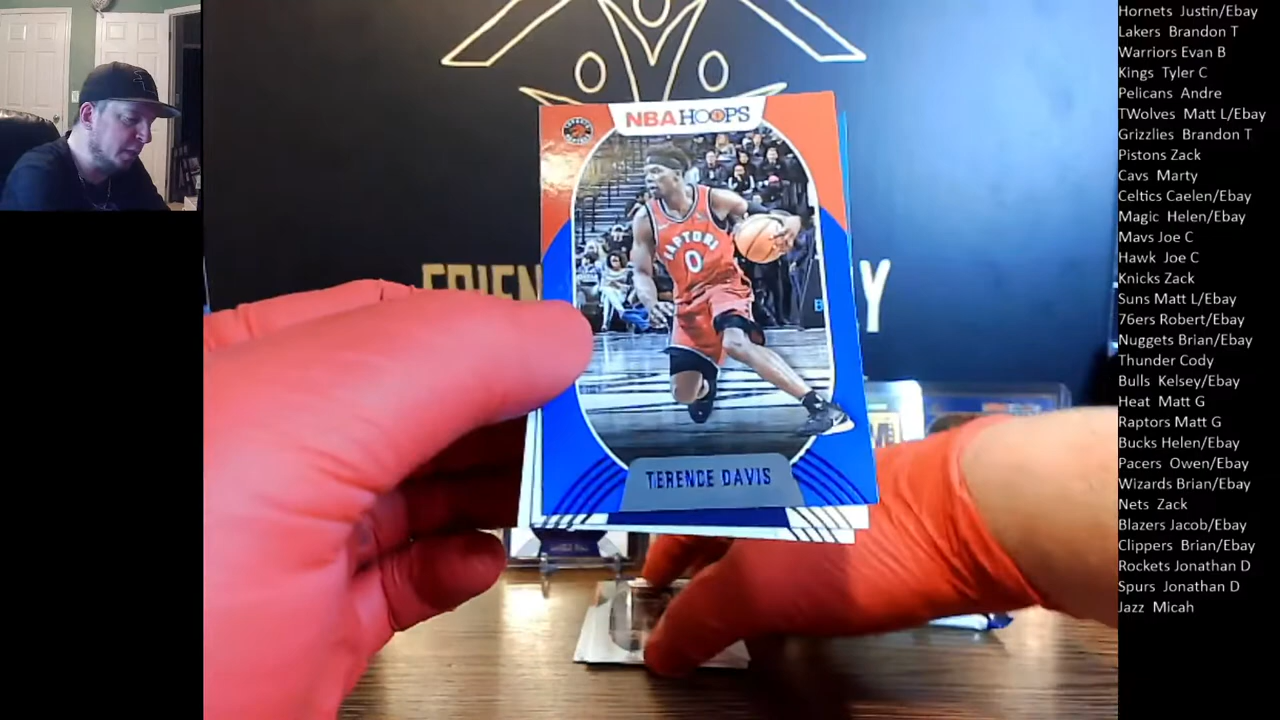 Hornets Justin/Ebay
Lakers Brandon T
Warriors Evan B
Kings Tyler C
Pelicans Andre
TWolves Matt L/Ebay
Grizzlies Brandon T
Pistons Zack
Cavs Marty
Celtics Caelen/Ebay
Magic Helen/Ebay
Mavs Joe C
Hawk Joe C
Knicks Zack
Suns Matt L/Ebay
76ers Robert/Ebay
Nuggets Brian/Ebay
Thunder Cody
Bulls Kelsey/Ebay
Heat Matt G
Raptors Matt G
Bucks Helen/Ebay
Pacers Owen/Ebay
Wizards Brian/Ebay
Nets Zack
Blazers Jacob/Ebay
Clippers Brian/Ebay
Rockets Jonathan D
Spurs Jonathan D
Jazz Micah
NBA HOOPS
RAPTORS
0
TERENCE DAVIS